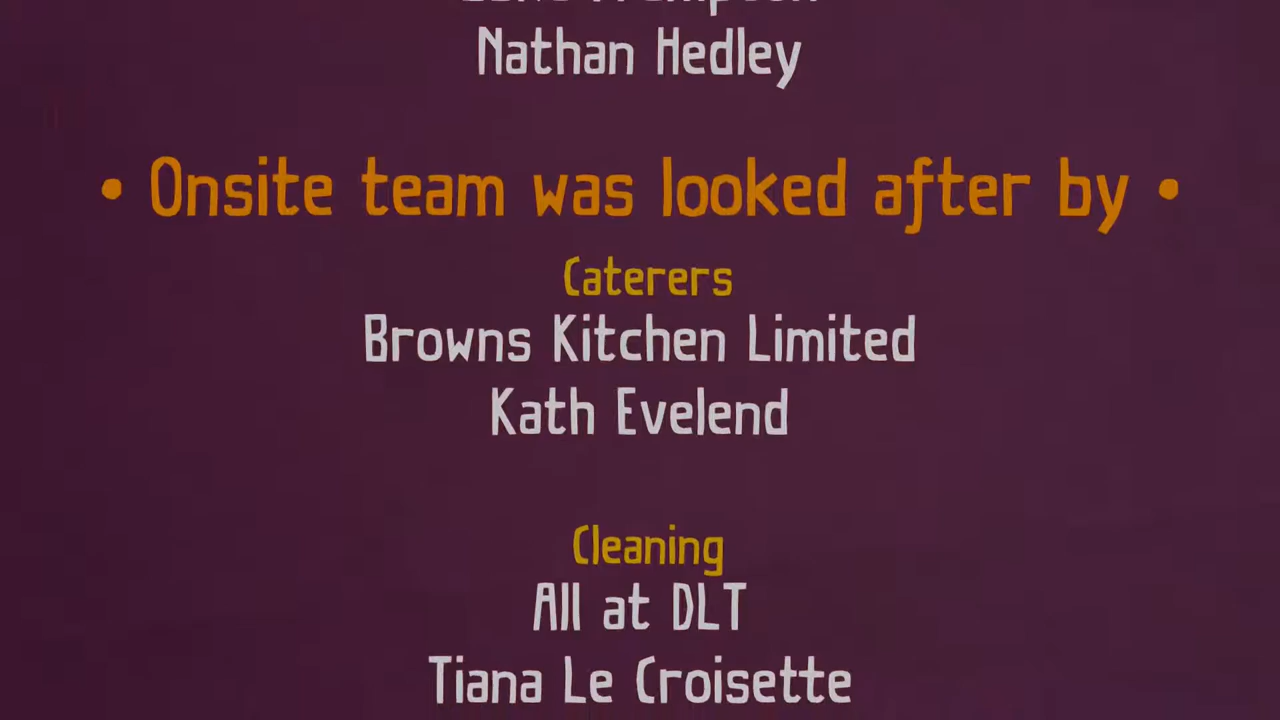 Nathan Hedley
• Onsite team was looked after by •
Caterers
Browns Kitchen Limited
Kath Evelend
Cleaning
All at DLT
Tiana Le Croisette